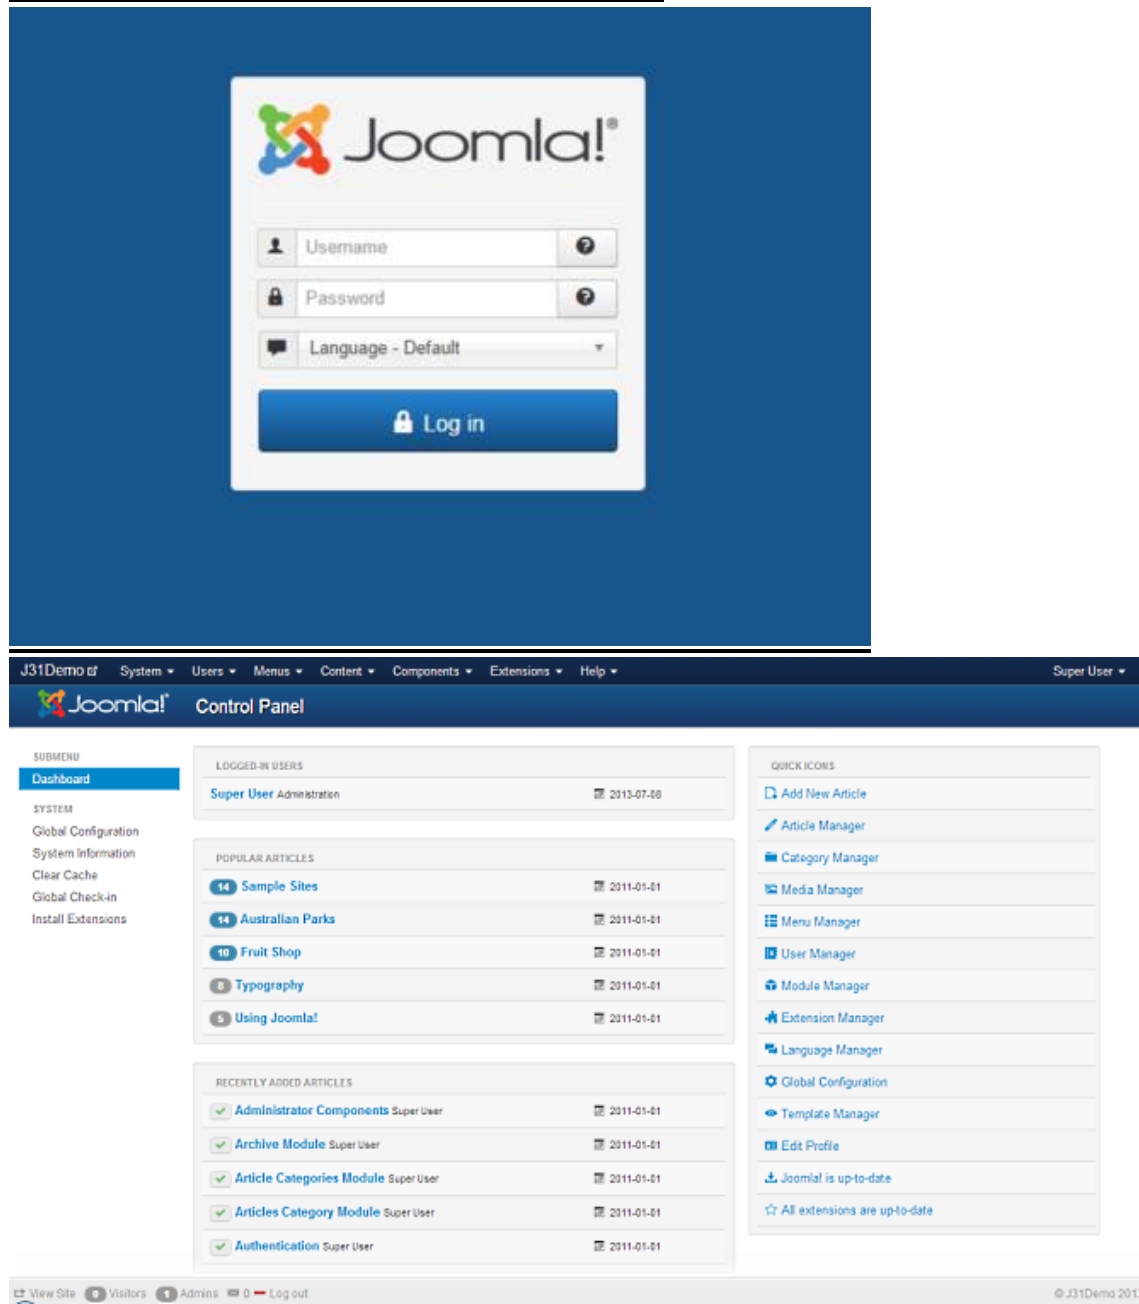 Joomla!®
Username
Password
Language - Default
Log in
J31Demo System Users Menus Content Components Extensions Help Super User
Joomla!® Control Panel
SUBMENU
Dashboard
SYSTEM
Global Configuration
System Information
Clear Cache
Global Check-in
Install Extensions
LOGGED-IN USERS
Super User Administration 2013-07-08
POPULAR ARTICLES
14 Sample Sites 2011-01-01
14 Australian Parks 2011-01-01
10 Fruit Shop 2011-01-01
8 Typography 2011-01-01
5 Using Joomla! 2011-01-01
RECENTLY ADDED ARTICLES
Administrator Components Super User 2011-01-01
Archive Module Super User 2011-01-01
Article Categories Module Super User 2011-01-01
Articles Category Module Super User 2011-01-01
Authentication Super User 2011-01-01
QUICK ICONS
Add New Article
Article Manager
Category Manager
Media Manager
Menu Manager
User Manager
Module Manager
Extension Manager
Language Manager
Global Configuration
Template Manager
Edit Profile
Joomla! is up-to-date
All extensions are up-to-date
View Site 0 Visitors 1 Admins 0 Log out © J31Demo 201